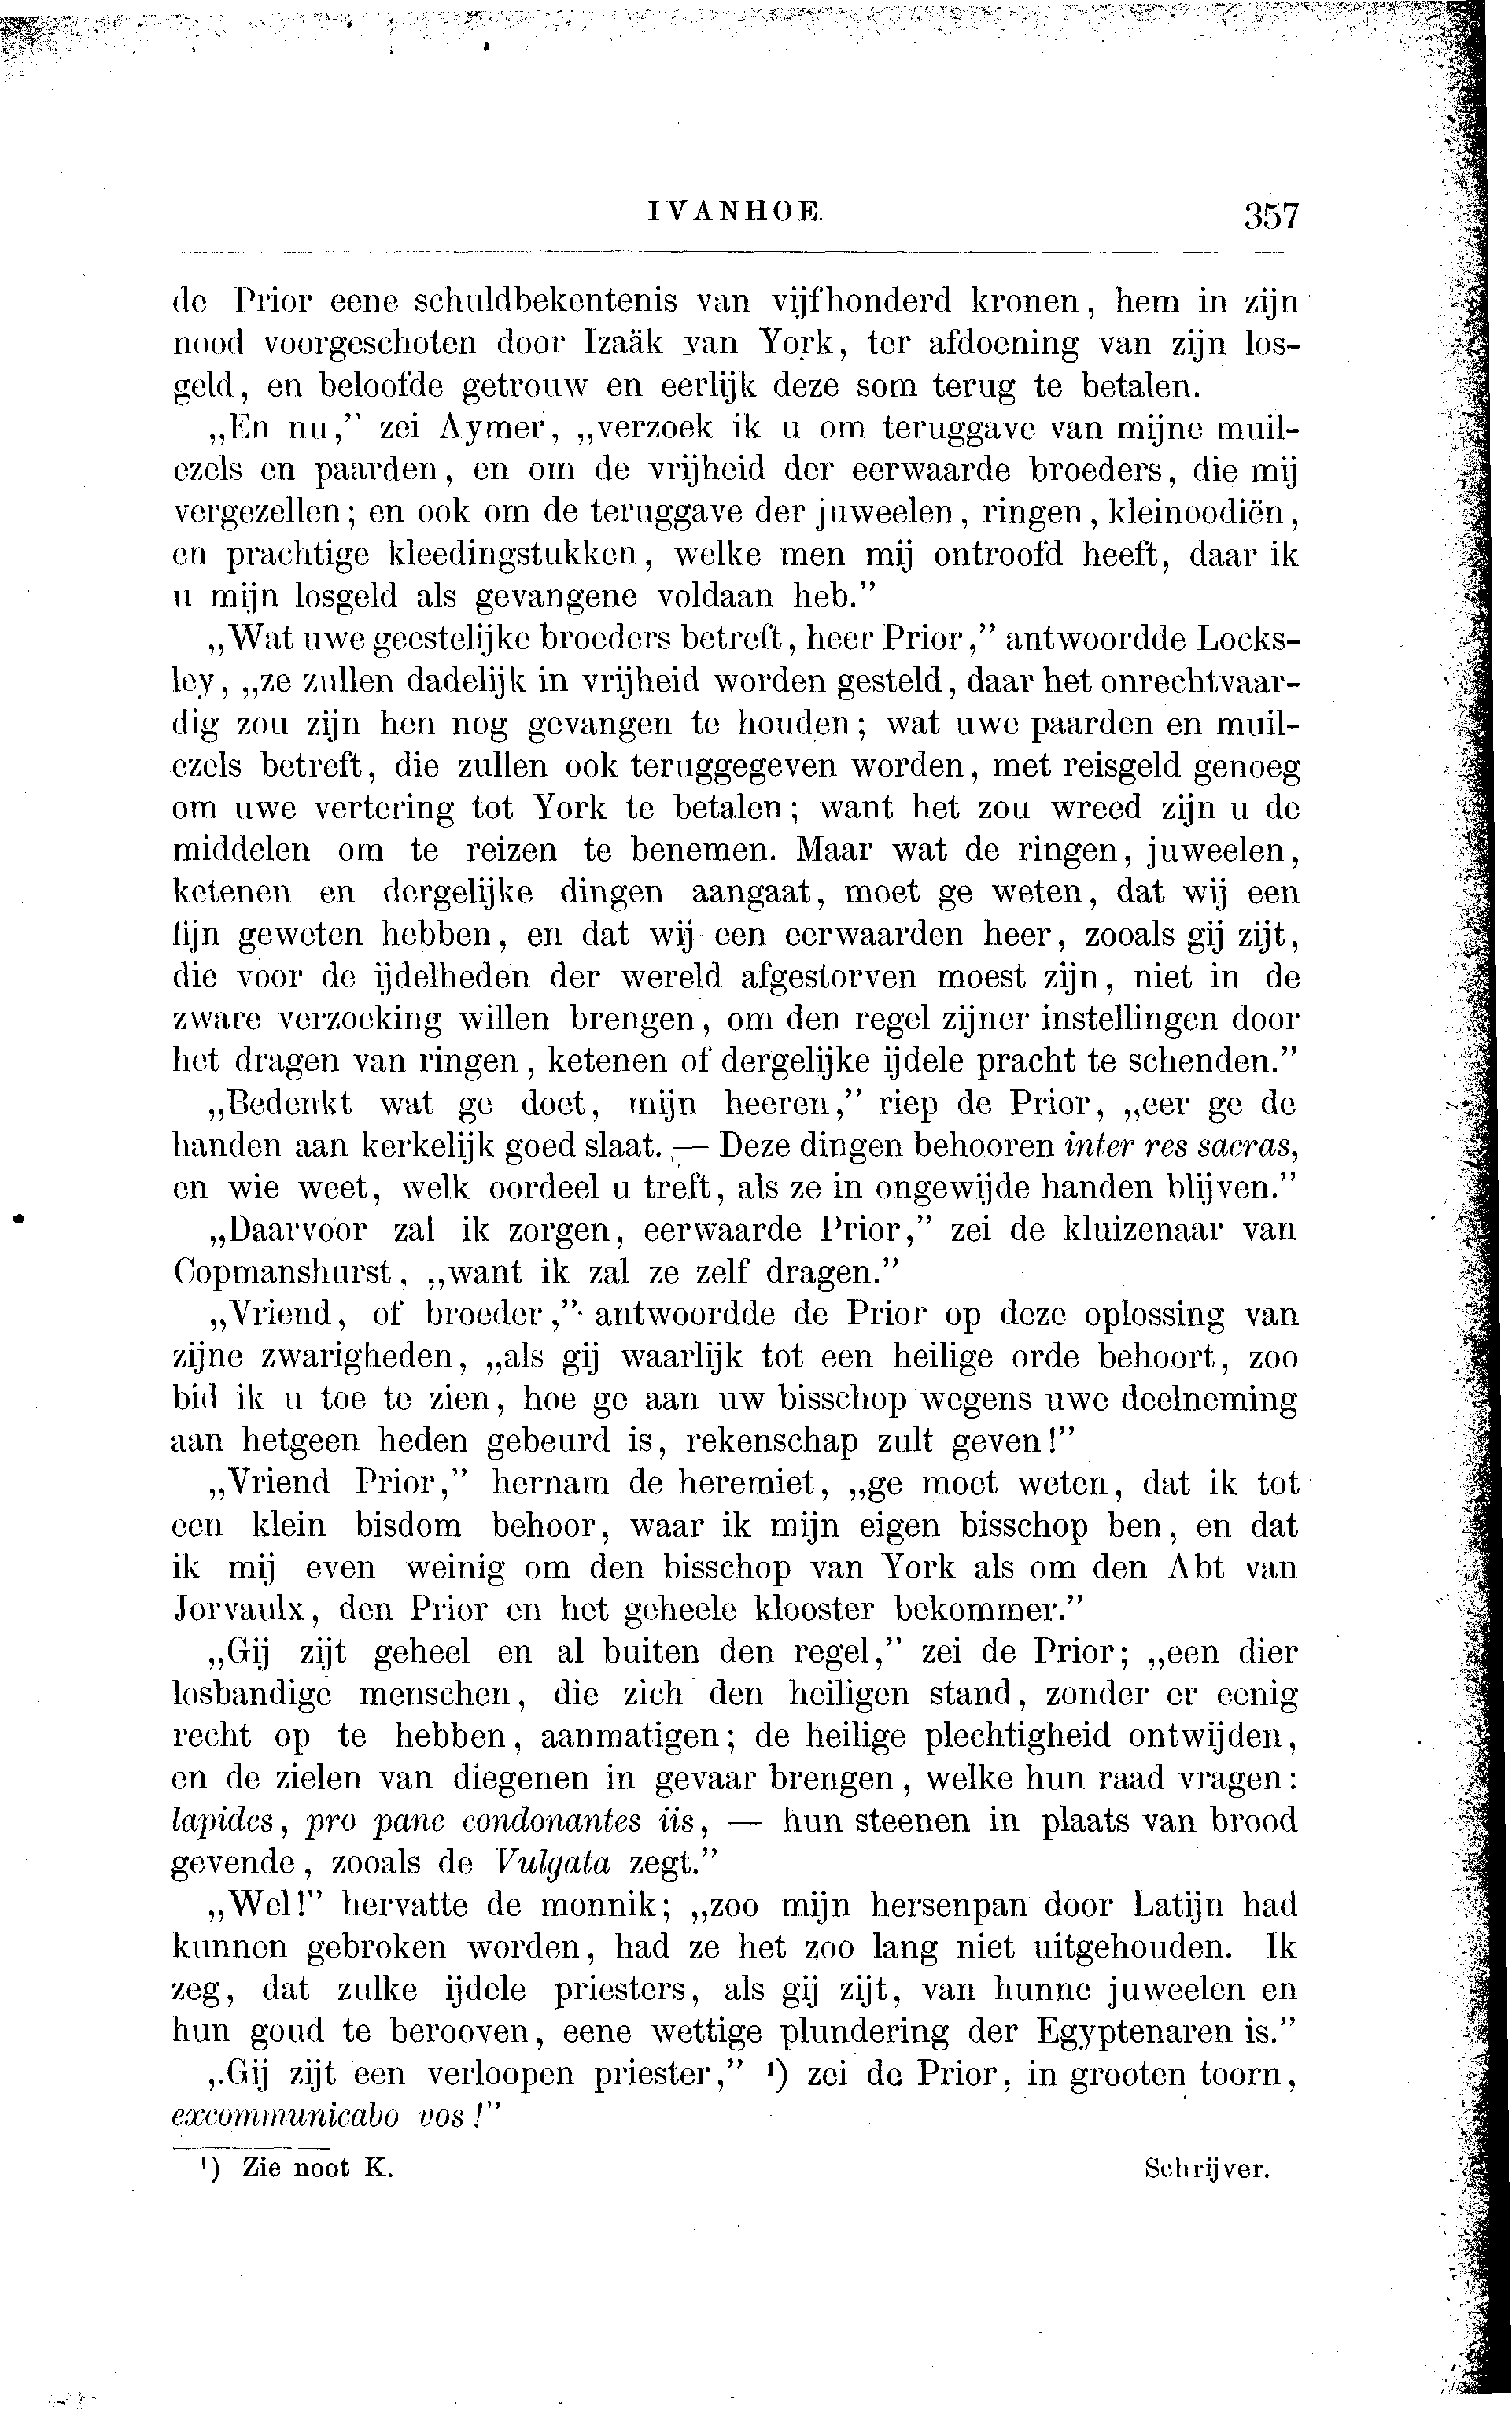 IVANHOE. 357
de Prior eene schuldbekentenis van vijfhonderd kronen, hem in zijn
nood voorgeschoten door Izaäk van York, ter afdoening van zijn los-
geld, en beloofde getrouw en eerlijk deze som terug te betalen.
„En nu,” zei Aymer, „verzoek ik u om teruggave van mijne muil-
ezels en paarden, en om de vrijheid der eerwaarde broeders, die mij
vergezellen; en ook om de teruggave der juweelen, ringen, kleinoodiën,
en prachtige kleedingstukken, welke men mij ontroofd heeft, daar ik
u mijn losgeld als gevangene voldaan heb.”
„Wat uwe geestelijke broeders betreft, heer Prior,” antwoordde Locks-
ley, „ze zullen dadelijk in vrijheid worden gesteld, daar het onrechtvaar-
dig zou zijn hen nog gevangen te houden; wat uwe paarden en muil-
ezels betreft, die zullen ook teruggegeven worden, met reisgeld genoeg
om uwe vertering tot York te betalen; want het zou wreed zijn u de
middelen om te reizen te benemen. Maar wat de ringen, juweelen,
ketenen en dergelijke dingen aangaat, moet ge weten, dat wij een
fijn geweten hebben, en dat wij een eerwaarden heer, zooals gij zijt,
die voor de ijdelheden der wereld afgestorven moest zijn, niet in de
zware verzoeking willen brengen, om den regel zijner instellingen door
het dragen van ringen, ketenen of dergelijke ijdele pracht te schenden.”
„Bedenkt wat ge doet, mijn heeren,” riep de Prior, „eer ge de
handen aan kerkelijk goed slaat. — Deze dingen behooren inter res sacras,
en wie weet, welk oordeel u treft, als ze in ongewijde handen blijven.”
„Daarvoor zal ik zorgen, eerwaarde Prior,” zei de kluizenaar van
Copmanshurst, „want ik zal ze zelf dragen.”
„Vriend, of broeder,” antwoordde de Prior op deze oplossing van
zijne zwarigheden, „als gij waarlijk tot een heilige orde behoort, zoo
bid ik u toe te zien, hoe ge aan uw bisschop wegens uwe deelneming
aan hetgeen heden gebeurd is, rekenschap zult geven!”
„Vriend Prior,” hernam de heremiet, „ge moet weten, dat ik tot
een klein bisdom behoor, waar ik mijn eigen bisschop ben, en dat
ik mij even weinig om den bisschop van York als om den Abt van
Jorvaulx, den Prior en het geheele klooster bekommer.”
„Gij zijt geheel en al buiten den regel,” zei de Prior; „een dier
losbandige menschen, die zich den heiligen stand, zonder er eenig
recht op te hebben, aanmatigen; de heilige plechtigheid ontwijden,
en de zielen van diegenen in gevaar brengen, welke hun raad vragen:
lapides, pro pane condonantes iis, — hun steenen in plaats van brood
gevende, zooals de Vulgata zegt.”
„Wel!” hervatte de monnik; „zoo mijn hersenpan door Latijn had
kunnen gebroken worden, had ze het zoo lang niet uitgehouden. Ik
zeg, dat zulke ijdele priesters, als gij zijt, van hunne juweelen en
hun goud te berooven, eene wettige plundering der Egyptenaren is.”
„Gij zijt een verloopen priester,” ¹) zei de Prior, in grooten toorn,
excommunicabo vos!”
¹) Zie noot K. Schrijver.